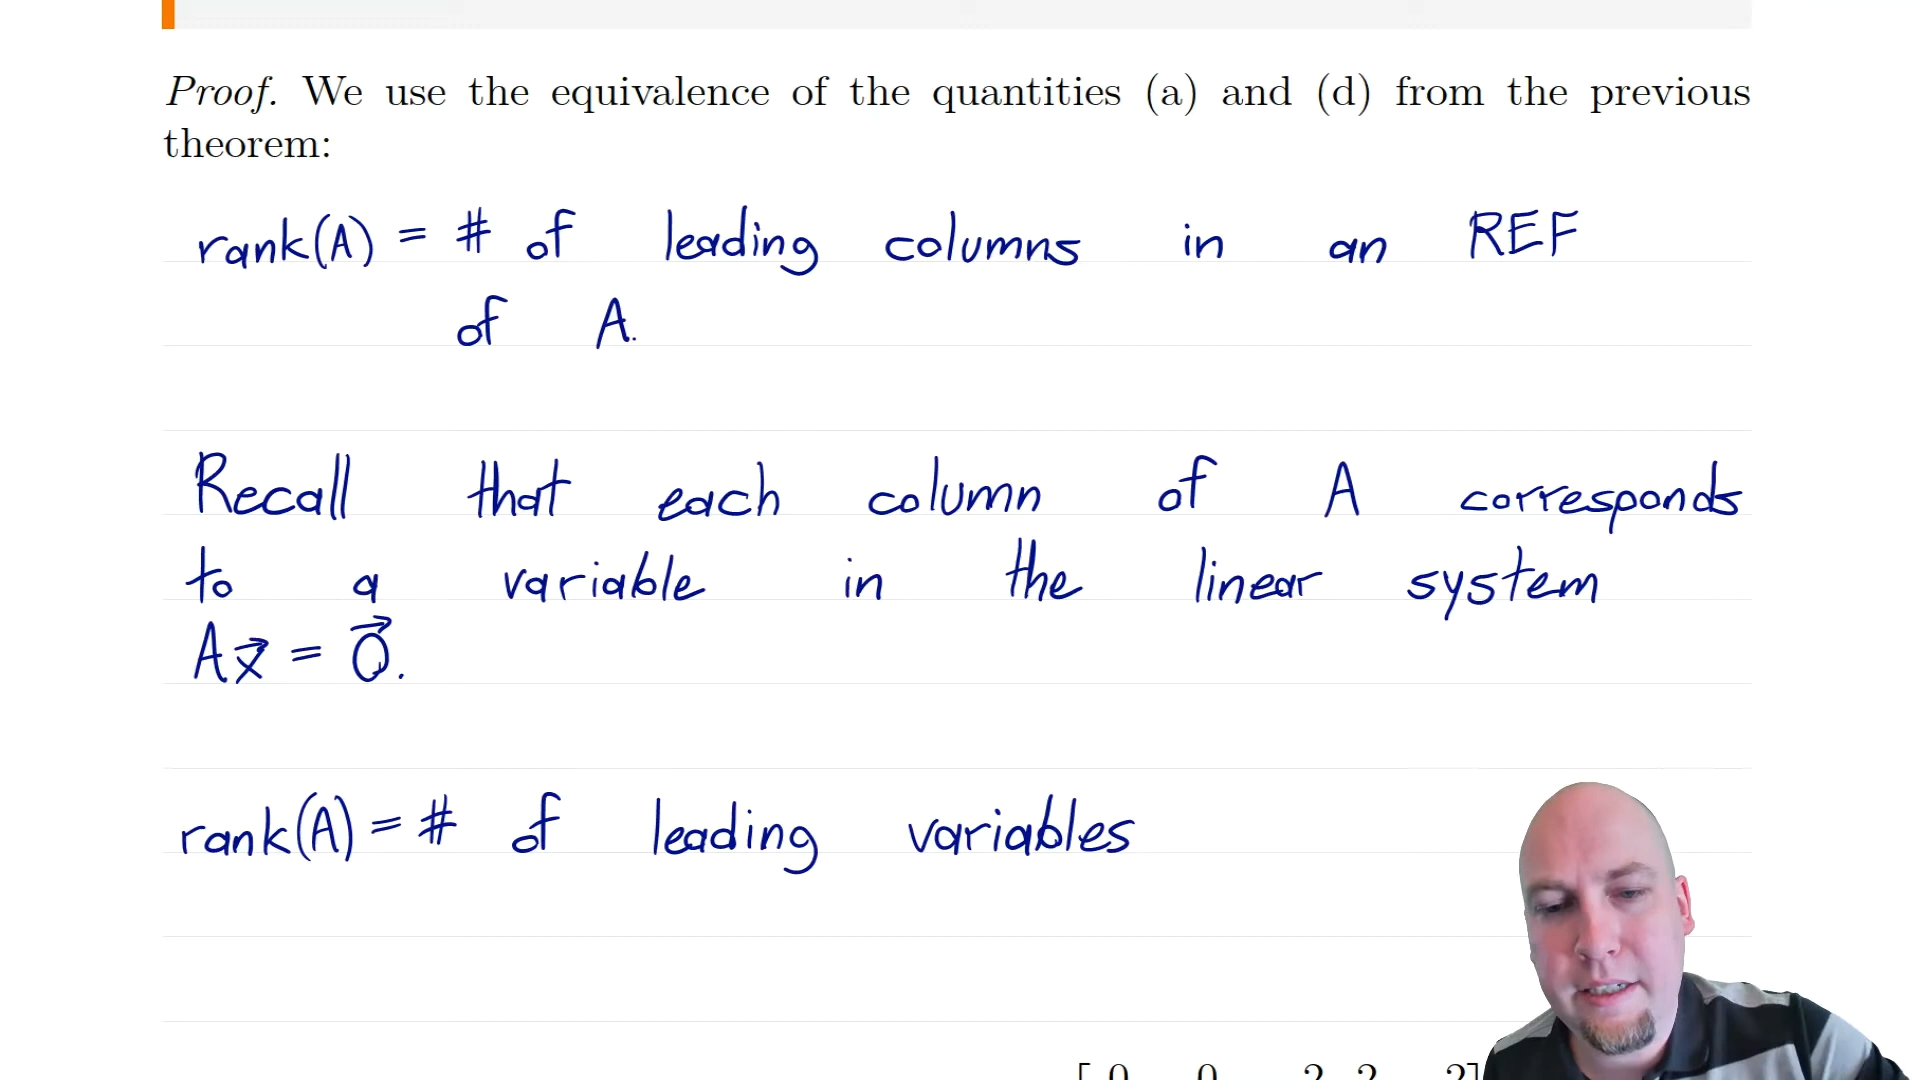 Proof. We use the equivalence of the quantities (a) and (d) from the previous
theorem:
rank(A) = # of leading columns in an REF
of A.
Recall that each column of A corresponds
to a variable in the linear system
Ax⃗ = 0⃗.
rank(A) = # of leading variables